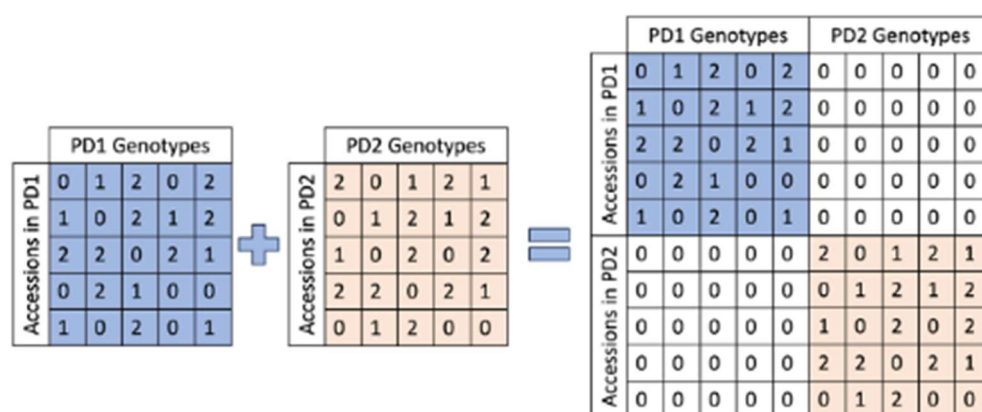 PD1 Genotypes PD2 Genotypes
Accessions in PD1
0 1 2 0 2 0 0 0 0 0
1 0 2 1 2 0 0 0 0 0
2 2 0 2 1 0 0 0 0 0
0 2 1 0 0 0 0 0 0 0
1 0 2 0 1 0 0 0 0 0
Accessions in PD2
0 0 0 0 0 2 0 1 2 1
0 0 0 0 0 0 1 2 1 2
0 0 0 0 0 1 0 2 0 2
0 0 0 0 0 2 2 0 2 1
0 0 0 0 0 0 1 2 0 0
PD1 Genotypes
Accessions in PD1
0 1 2 0 2
1 0 2 1 2
2 2 0 2 1
0 2 1 0 0
1 0 2 0 1
PD2 Genotypes
Accessions in PD2
2 0 1 2 1
0 1 2 1 2
1 0 2 0 2
2 2 0 2 1
0 1 2 0 0